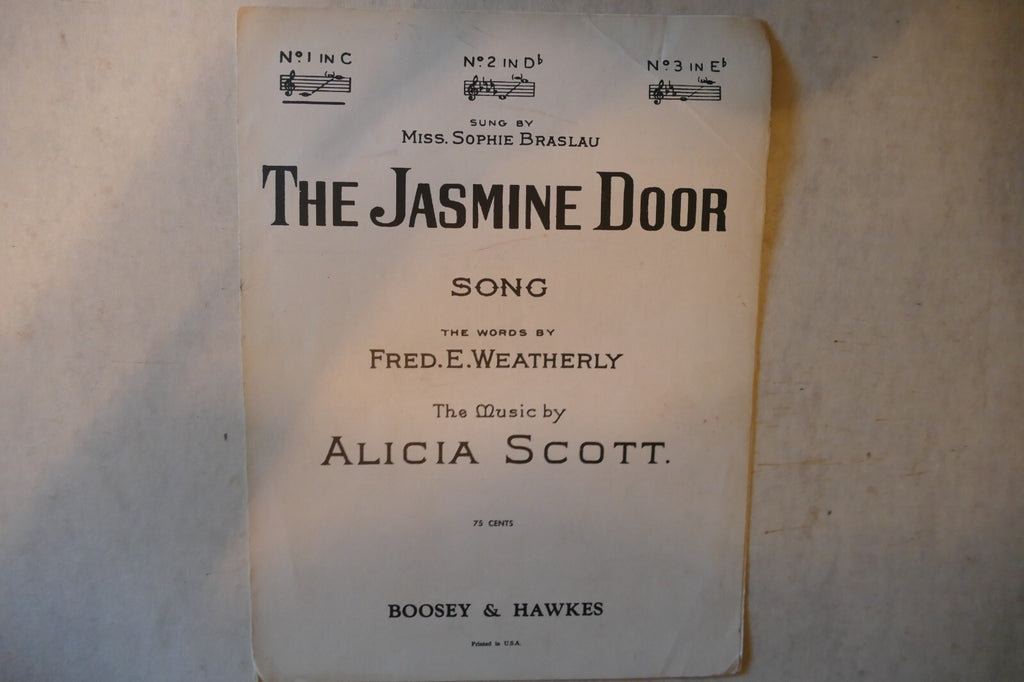 Nº. 1 IN C
Nº. 2 IN D♭
Nº. 3 IN E♭
SUNG BY
MISS. SOPHIE BRASLAU
THE JASMINE DOOR
SONG
THE WORDS BY
FRED. E. WEATHERLY
The Music by
ALICIA SCOTT.
75 CENTS
BOOSEY & HAWKES
Printed in U.S.A.